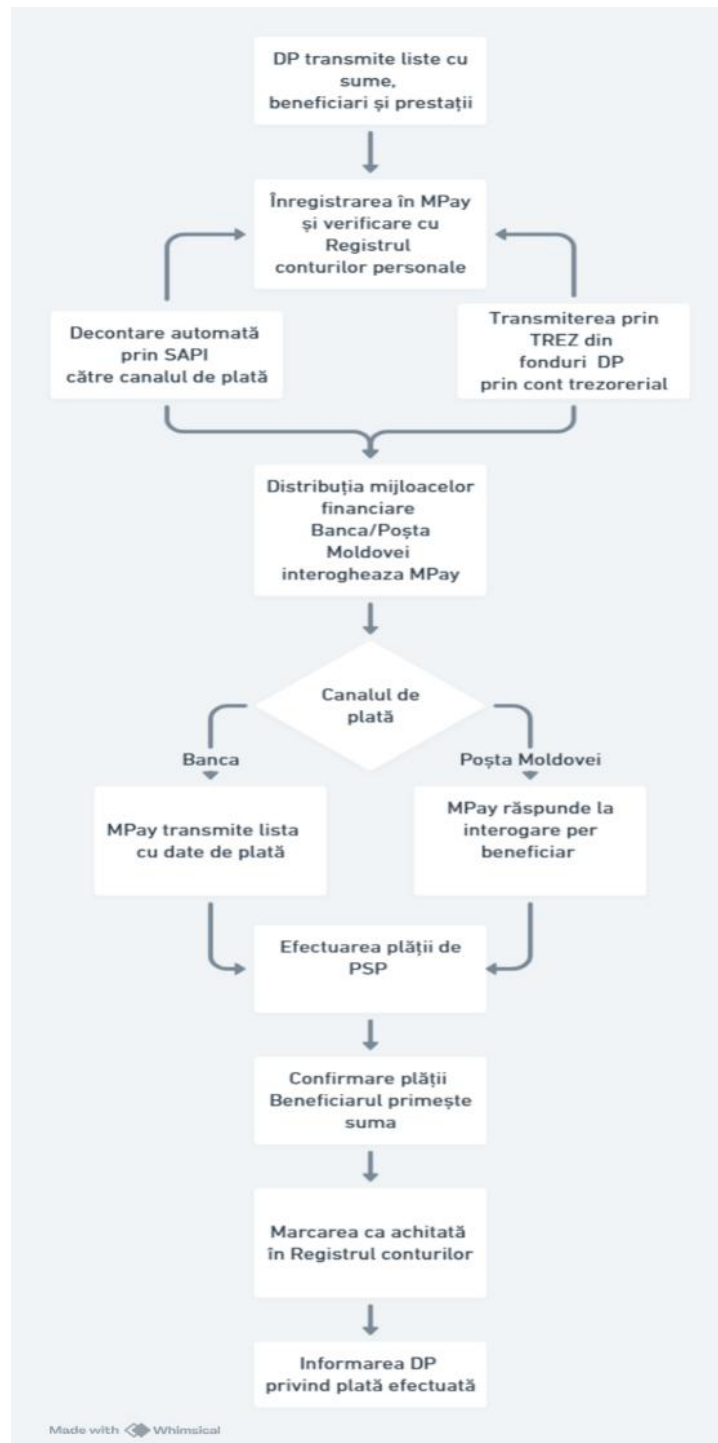 DP transmite liste cu
sume,
beneficiari și prestații
Înregistrarea în MPay
și verificare cu
Registrul
conturilor personale
Decontare automată
prin SAPI
către canalul de plată
Transmiterea prin
TREZ din
fonduri DP
prin cont trezorerial
Distribuția mijloacelor
financiare
Banca/Poșta
Moldovei
interogheaza MPay
Canalul de
plată
Banca
Poșta Moldovei
MPay transmite lista
cu date de plată
MPay răspunde la
interogare per
beneficiar
Efectuarea plății de
PSP
Confirmare plății
Beneficiarul primește
suma
Marcarea ca achitată
în Registrul conturilor
Informarea DP
privind plată efectuată
Made with Whimsical